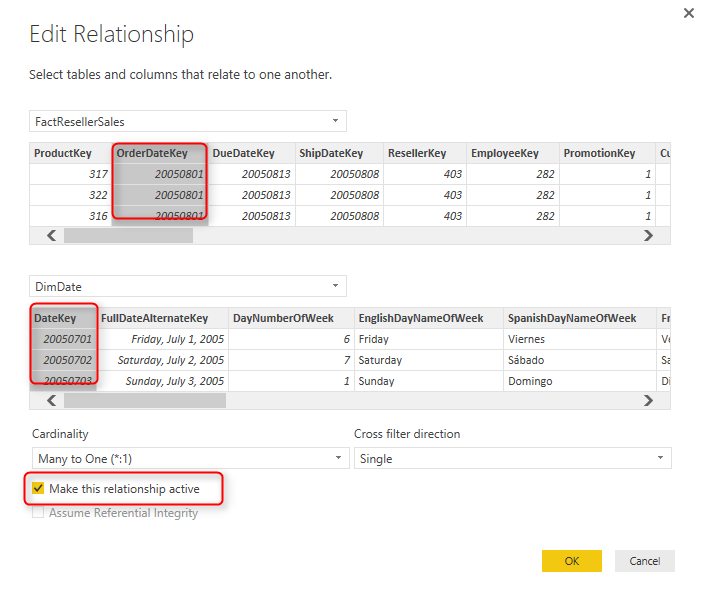 Edit Relationship
Select tables and columns that relate to one another.
FactResellerSales
ProductKey OrderDateKey DueDateKey ShipDateKey ResellerKey EmployeeKey PromotionKey Cu
317 20050801 20050813 20050808 403 282 1
322 20050801 20050813 20050808 403 282 1
316 20050801 20050813 20050808 403 282 1
DimDate
DateKey FullDateAlternateKey DayNumberOfWeek EnglishDayNameOfWeek SpanishDayNameOfWeek Fr
20050701 Friday, July 1, 2005 6 Friday Viernes Ve
20050702 Saturday, July 2, 2005 7 Saturday Sábado Sa
20050703 Sunday, July 3, 2005 1 Sunday Domingo Di
Cardinality Cross filter direction
Many to One (*:1) Single
Make this relationship active
Assume Referential Integrity
OK Cancel